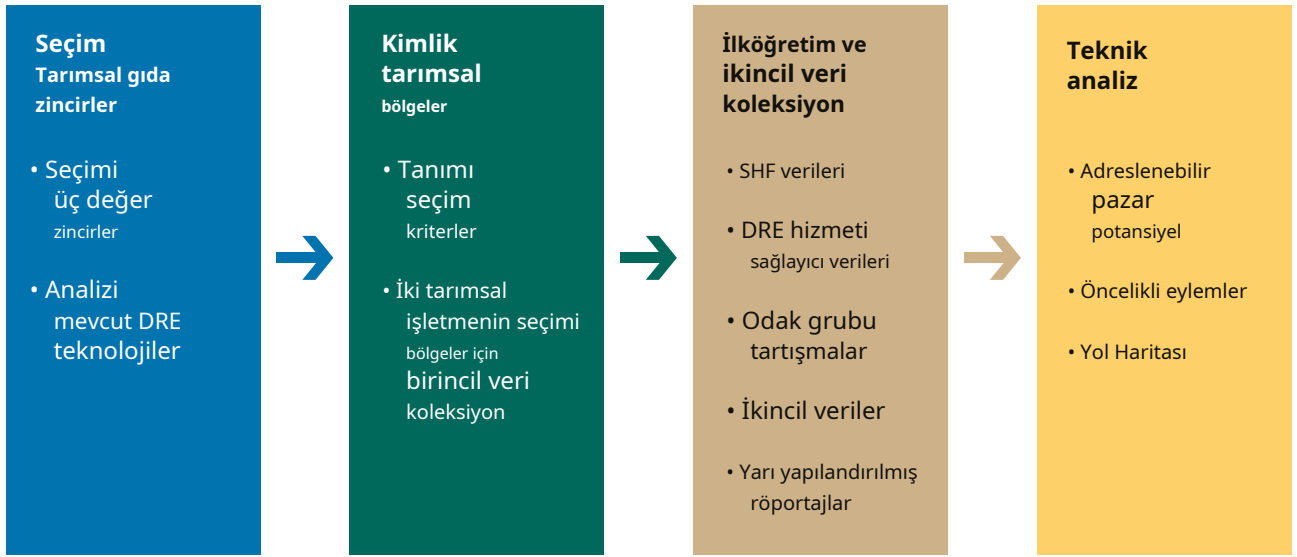 Seçim
Tarımsal gıda
zincirler
• Seçimi
üç değer
zincirler
• Analizi
mevcut DRE
teknolojiler
Kimlik
tarımsal
bölgeler
• Tanımı
seçim
kriterler
• İki tarımsal
işletmenin seçimi
bölgeler için
birincil veri
koleksiyon
İlköğretim ve
ikincil veri
koleksiyon
• SHF verileri
• DRE hizmeti
sağlayıcı verileri
• Odak grubu
tartışmalar
• İkincil veriler
• Yarı yapılandırılmış
röportajlar
Teknik
analiz
• Adreslenebilir
pazar
potansiyel
• Öncelikli eylemler
• Yol Haritası